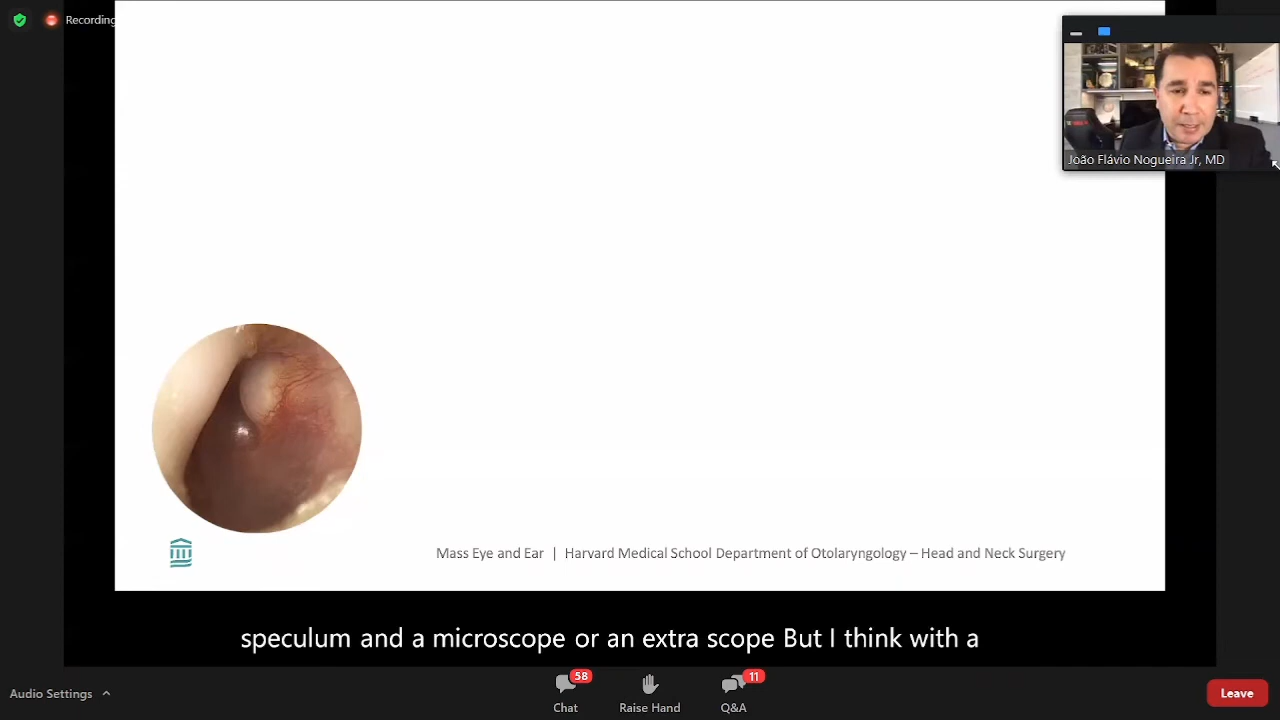 Recording
João Flávio Nogueira Jr, MD
Mass Eye and Ear | Harvard Medical School Department of Otolaryngology – Head and Neck Surgery
speculum and a microscope or an extra scope But I think with a
Audio Settings
58
Chat
Raise Hand
11
Q&A
Leave